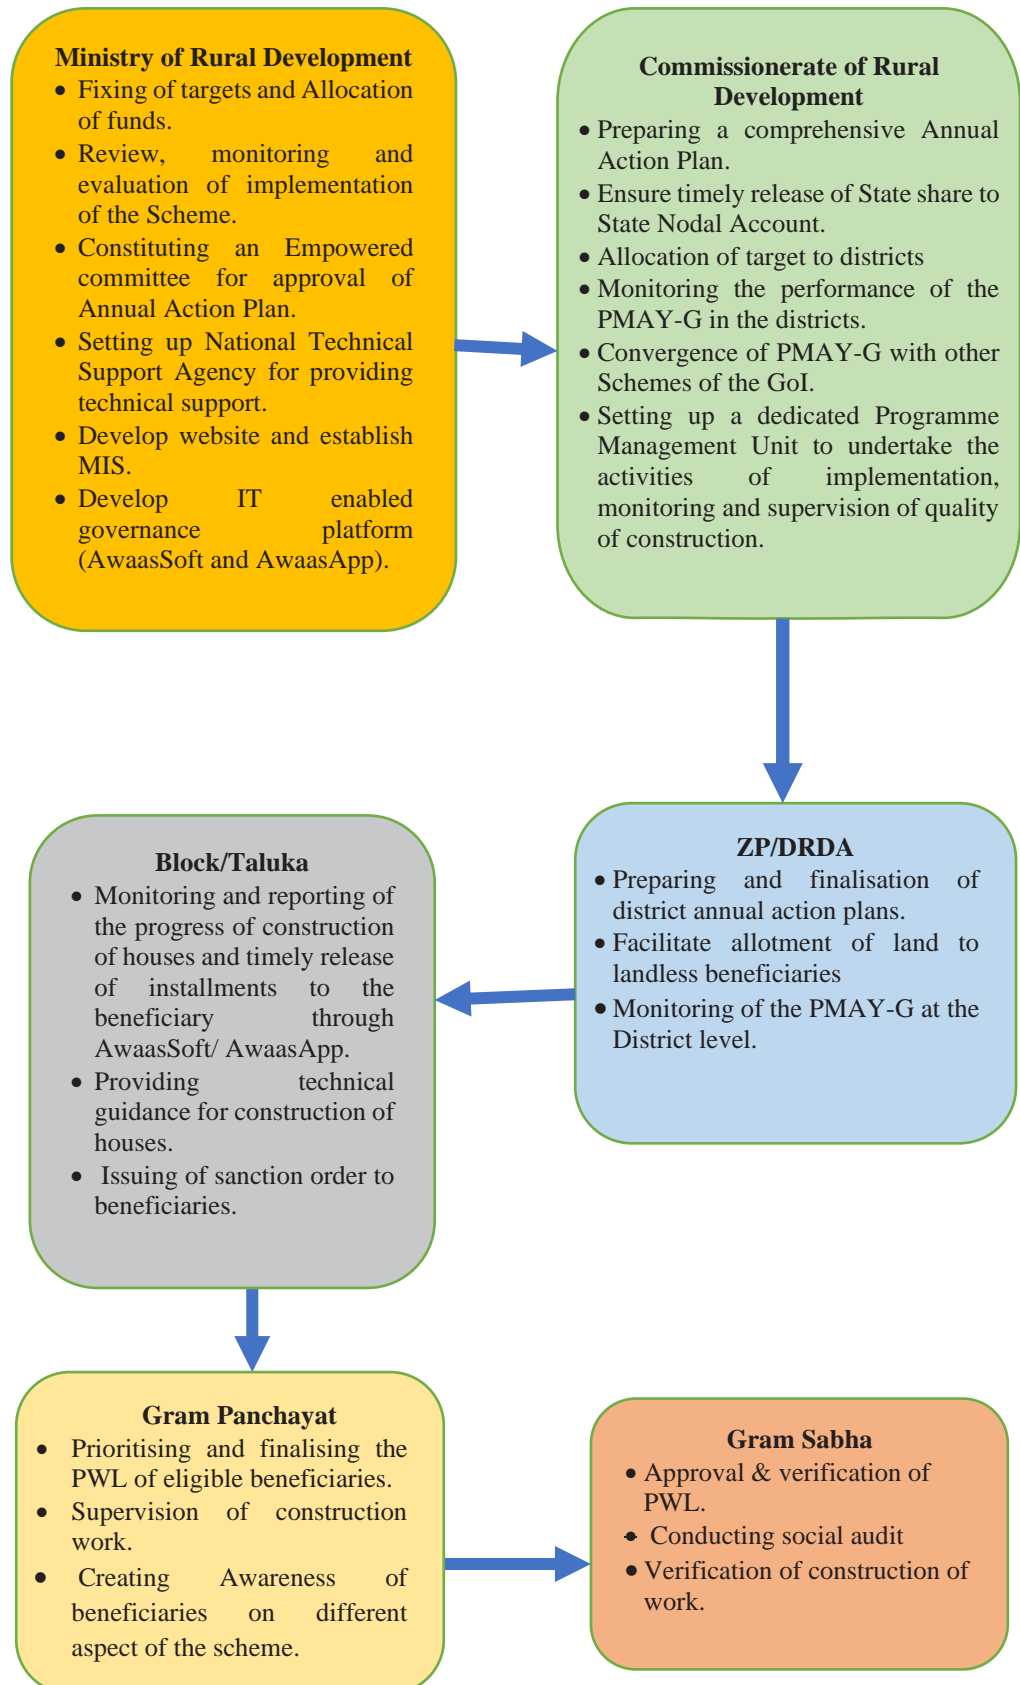 Ministry of Rural Development
• Fixing of targets and Allocation
of funds.
• Review, monitoring and
evaluation of implementation
of the Scheme.
• Constituting an Empowered
committee for approval of
Annual Action Plan.
• Setting up National Technical
Support Agency for providing
technical support.
• Develop website and establish
MIS.
• Develop IT enabled
governance platform
(AwaasSoft and AwaasApp).
Commissionerate of Rural
Development
• Preparing a comprehensive Annual
Action Plan.
• Ensure timely release of State share to
State Nodal Account.
• Allocation of target to districts
• Monitoring the performance of the
PMAY-G in the districts.
• Convergence of PMAY-G with other
Schemes of the GoI.
• Setting up a dedicated Programme
Management Unit to undertake the
activities of implementation,
monitoring and supervision of quality
of construction.
ZP/DRDA
• Preparing and finalisation of
district annual action plans.
• Facilitate allotment of land to
landless beneficiaries
• Monitoring of the PMAY-G at the
District level.
Block/Taluka
• Monitoring and reporting of
the progress of construction
of houses and timely release
of installments to the
beneficiary through
AwaasSoft/ AwaasApp.
• Providing technical
guidance for construction of
houses.
• Issuing of sanction order to
beneficiaries.
Gram Panchayat
• Prioritising and finalising the
PWL of eligible beneficiaries.
• Supervision of construction
work.
• Creating Awareness of
beneficiaries on different
aspect of the scheme.
Gram Sabha
• Approval & verification of
PWL.
• Conducting social audit
• Verification of construction of
work.